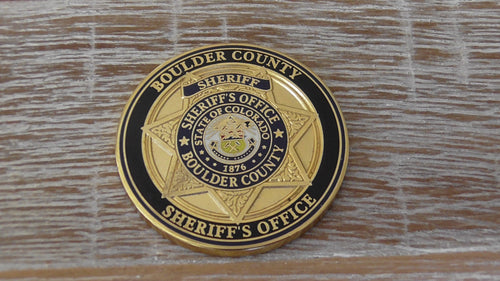 BOULDER COUNTY
SHERIFF
SHERIFF'S OFFICE
STATE OF COLORADO
1876
BOULDER COUNTY
SHERIFF'S OFFICE